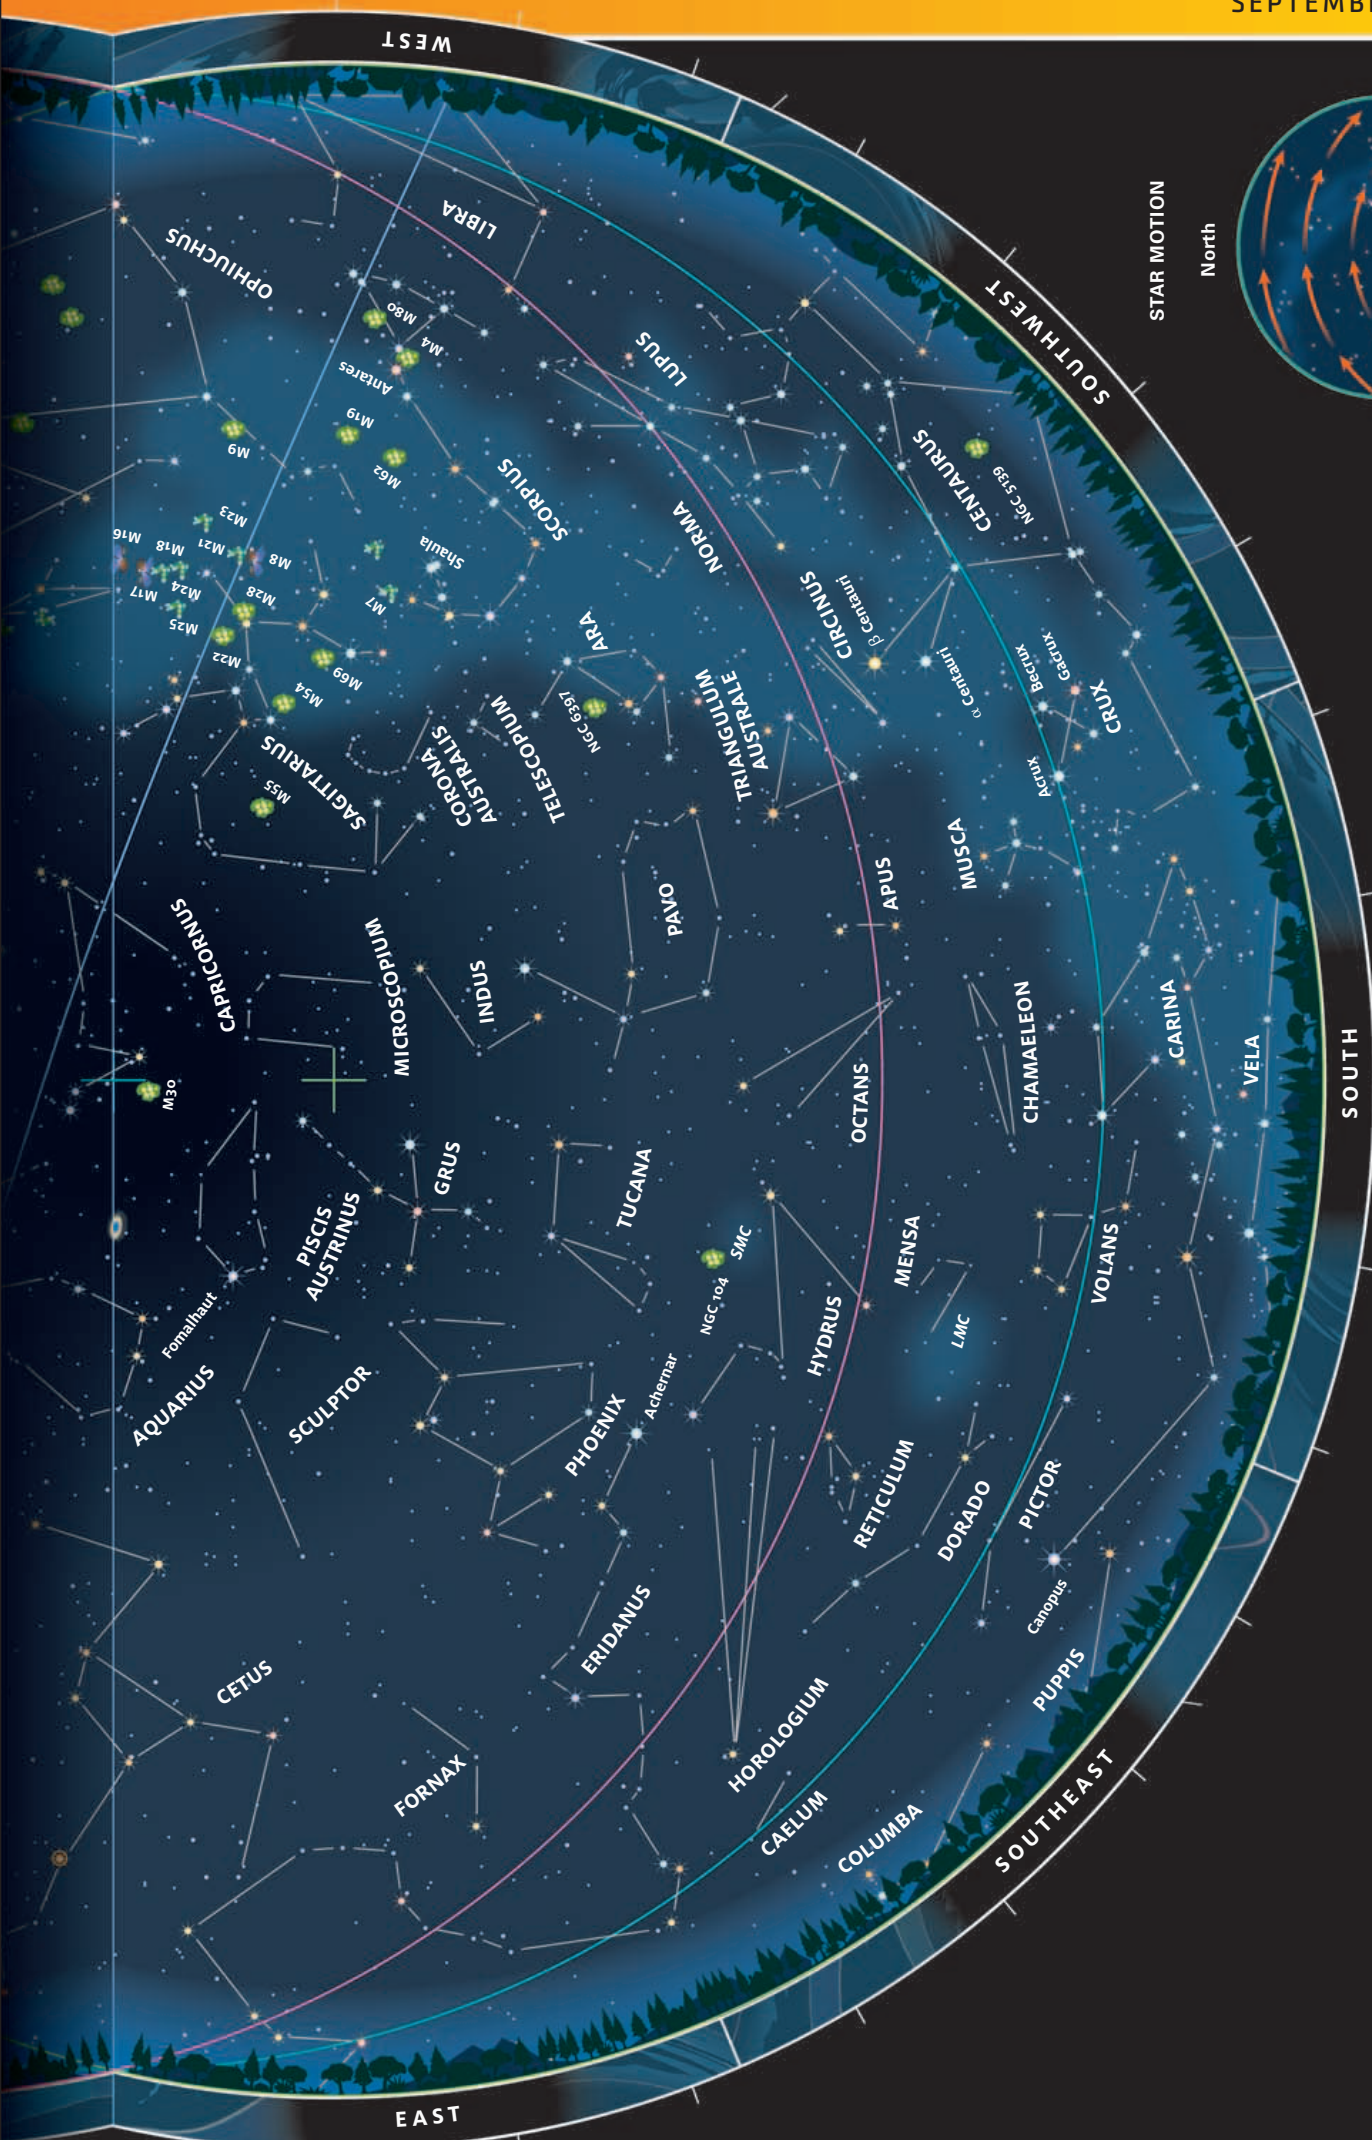 SEPTEMB
WEST
SOUTHWEST
SOUTH
SOUTHEAST
EAST
STAR MOTION
North
OPHIUCHUS
LIBRA
M80
M4
Antares
M19
M9
M62
LUPUS
SCORPIUS
CENTAURUS
NGC 5139
NORMA
M23
M16
M18
M21
M8
M17
M24
M28
M25
M22
Shaula
M7
M69
M54
ARA
NGC 6397
CIRCINUS
β Centauri
α Centauri
Becrux
Gacrux
CRUX
Acrux
TRIANGULUM
AUSTRALE
SAGITTARIUS
M55
CORONA
AUSTRALIS
TELESCOPIUM
MUSCA
APUS
PAVO
CAPRICORNUS
MICROSCOPIUM
INDUS
CHAMAELEON
CARINA
VELA
OCTANS
M30
GRUS
TUCANA
PISCIS
AUSTRINUS
SMC
NGC 104
MENSA
VOLANS
Fomalhaut
HYDRUS
LMC
AQUARIUS
SCULPTOR
PHOENIX
Achernar
RETICULUM
DORADO
PICTOR
Canopus
PUPPIS
ERIDANUS
CETUS
FORNAX
HOROLOGIUM
CAELUM
COLUMBA